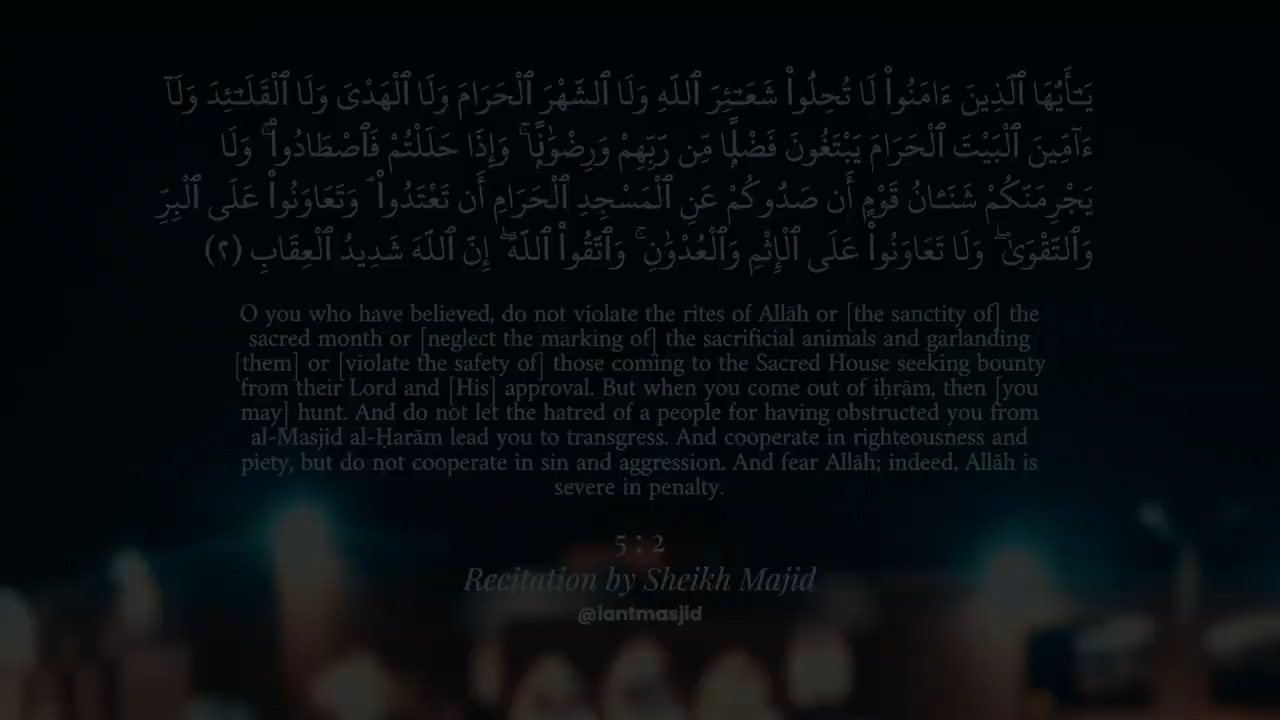 يَـٰٓأَيُّهَا ٱلَّذِينَ ءَامَنُوا۟ لَا تُحِلُّوا۟ شَعَـٰٓئِرَ ٱللَّهِ وَلَا ٱلشَّهْرَ ٱلْحَرَامَ وَلَا ٱلْهَدْىَ وَلَا ٱلْقَلَـٰٓئِدَ وَلَآ
ءَآمِّينَ ٱلْبَيْتَ ٱلْحَرَامَ يَبْتَغُونَ فَضْلًا مِّن رَّبِّهِمْ وَرِضْوَٰنًا ۚ وَإِذَا حَلَلْتُمْ فَٱصْطَادُوا۟ ۚ وَلَا
يَجْرِمَنَّكُمْ شَنَـَٔانُ قَوْمٍ أَن صَدُّوكُمْ عَنِ ٱلْمَسْجِدِ ٱلْحَرَامِ أَن تَعْتَدُوا۟ ۘ وَتَعَاوَنُوا۟ عَلَى ٱلْبِرِّ
وَٱلتَّقْوَىٰ ۖ وَلَا تَعَاوَنُوا۟ عَلَى ٱلْإِثْمِ وَٱلْعُدْوَٰنِ ۚ وَٱتَّقُوا۟ ٱللَّهَ ۖ إِنَّ ٱللَّهَ شَدِيدُ ٱلْعِقَابِ (٢)
O you who have believed, do not violate the rites of Allāh or [the sanctity of] the
sacred month or [neglect the marking of] the sacrificial animals and garlanding
[them] or [violate the safety of] those coming to the Sacred House seeking bounty
from their Lord and [His] approval. But when you come out of iḥrām, then [you
may] hunt. And do not let the hatred of a people for having obstructed you from
al-Masjid al-Ḥarām lead you to transgress. And cooperate in righteousness and
piety, but do not cooperate in sin and aggression. And fear Allāh; indeed, Allāh is
severe in penalty.
5 : 2
Recitation by Sheikh Majid
@lantmasjid